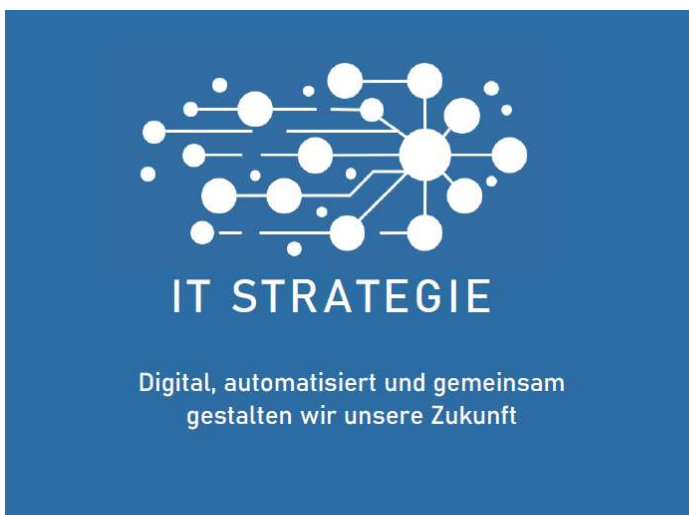 IT STRATEGIE
Digital, automatisiert und gemeinsam
gestalten wir unsere Zukunft